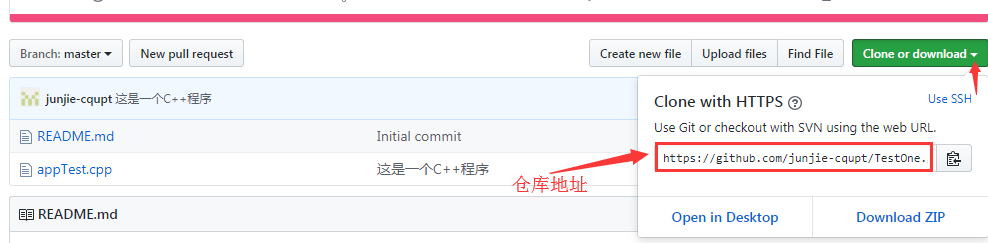 Branch: master
New pull request
Create new file
Upload files
Find File
Clone or download
junjie-cqupt 这是一个C++程序
README.md
Initial commit
appTest.cpp
这是一个C++程序
README.md
Clone with HTTPS
Use SSH
Use Git or checkout with SVN using the web URL.
https://github.com/junjie-cqupt/TestOne.
仓库地址
Open in Desktop
Download ZIP